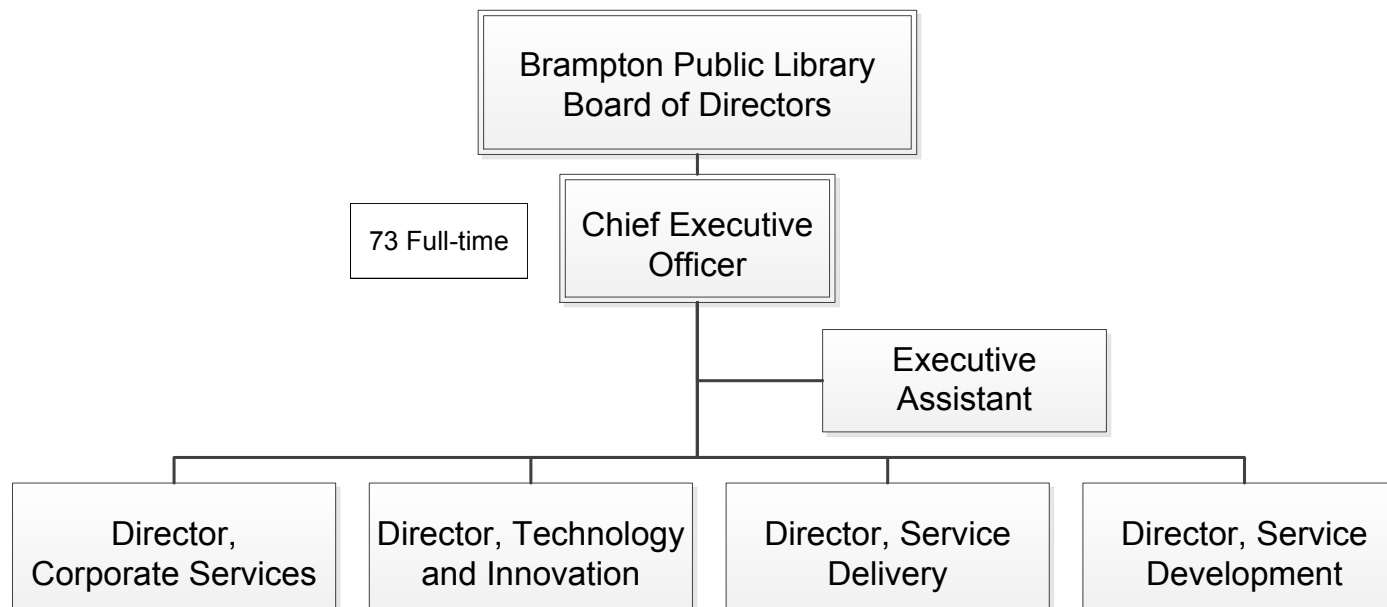 Brampton Public Library
Board of Directors
73 Full-time
Chief Executive
Officer
Executive
Assistant
Director,
Corporate Services
Director, Technology
and Innovation
Director, Service
Delivery
Director, Service
Development